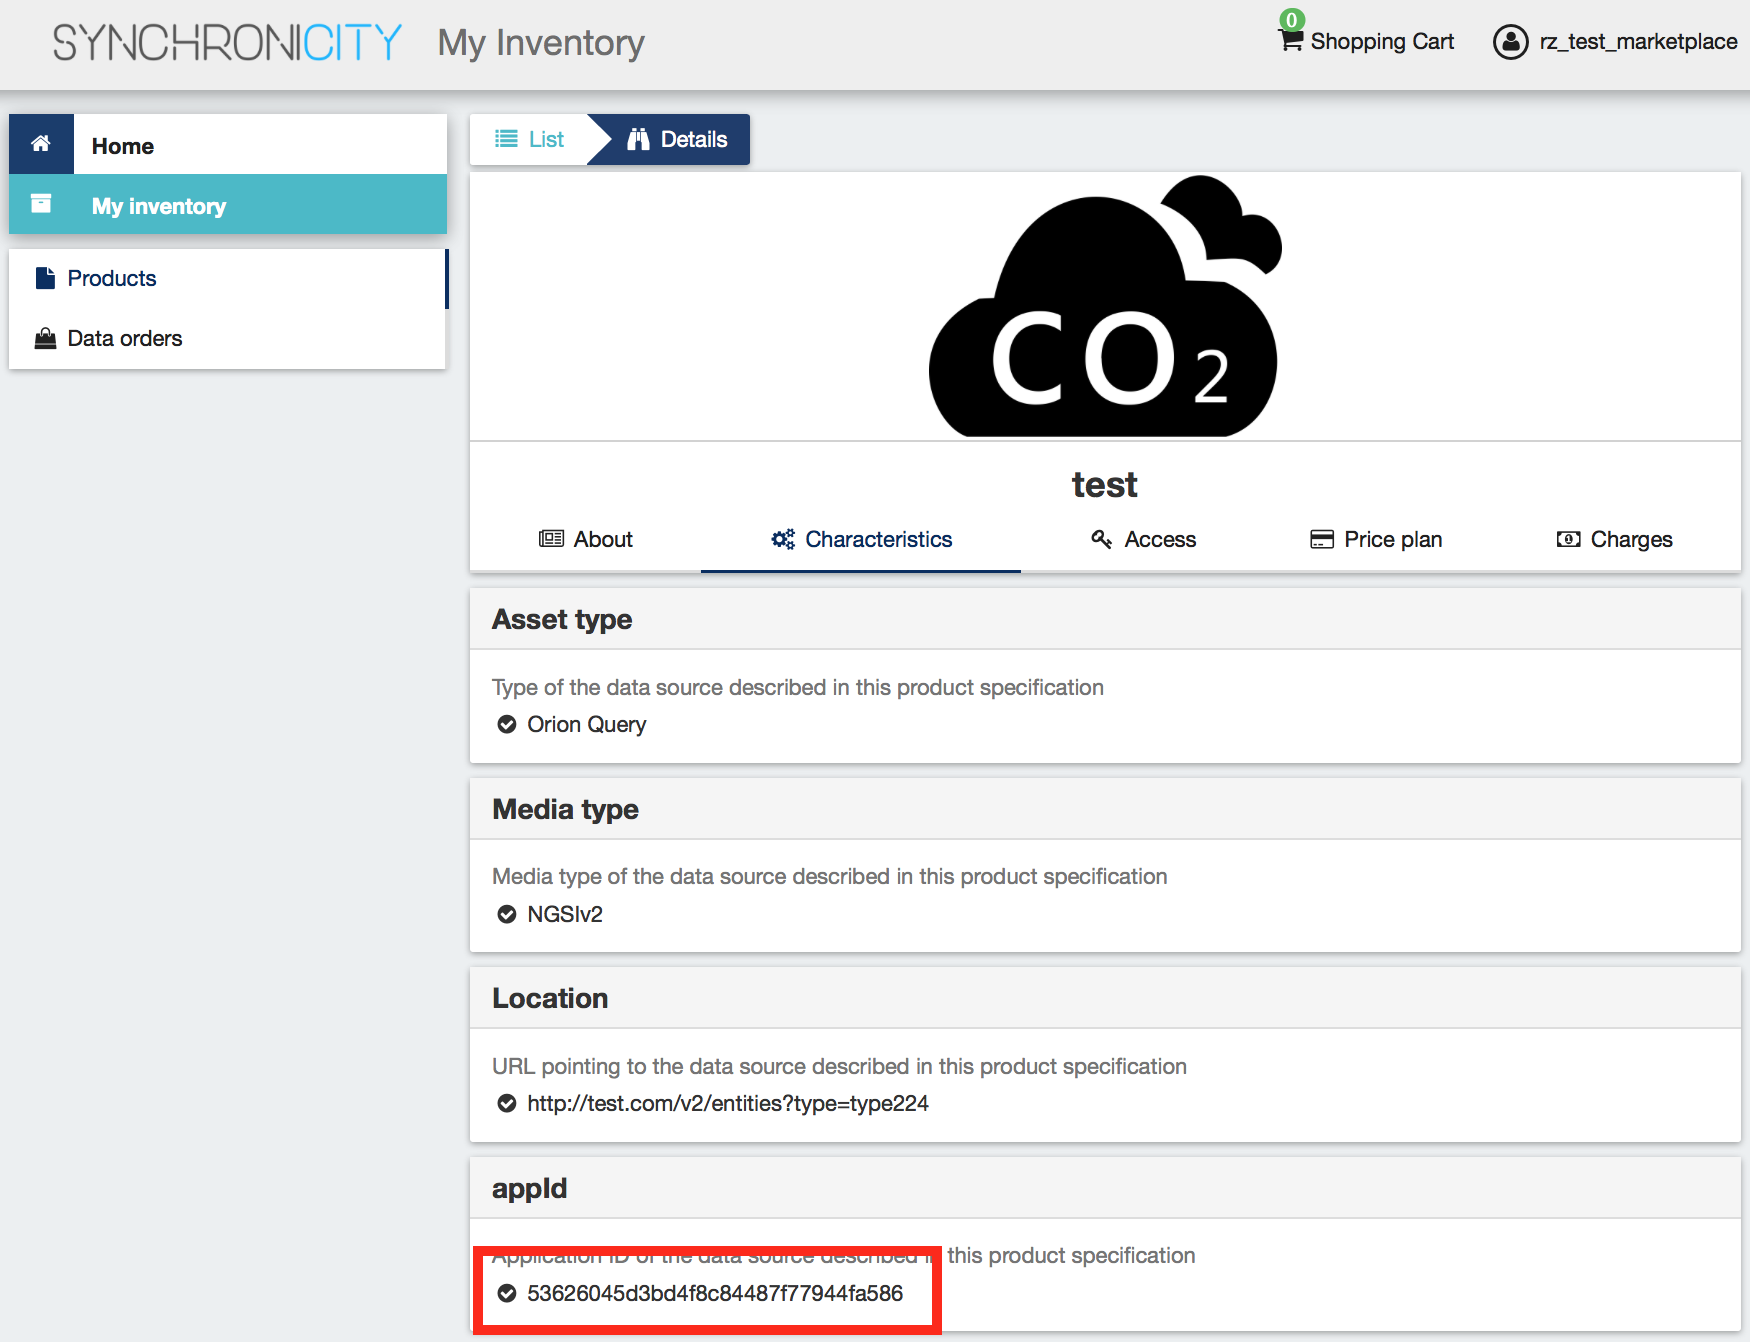 SYNCHRONICITY My Inventory
0
Shopping Cart
rz_test_marketplace
Home
My inventory
Products
Data orders
List
Details
CO2
test
About
Characteristics
Access
Price plan
Charges
Asset type
Type of the data source described in this product specification
Orion Query
Media type
Media type of the data source described in this product specification
NGSIv2
Location
URL pointing to the data source described in this product specification
http://test.com/v2/entities?type=type224
appId
Application ID of the data source described in this product specification
53626045d3bd4f8c84487f77944fa586